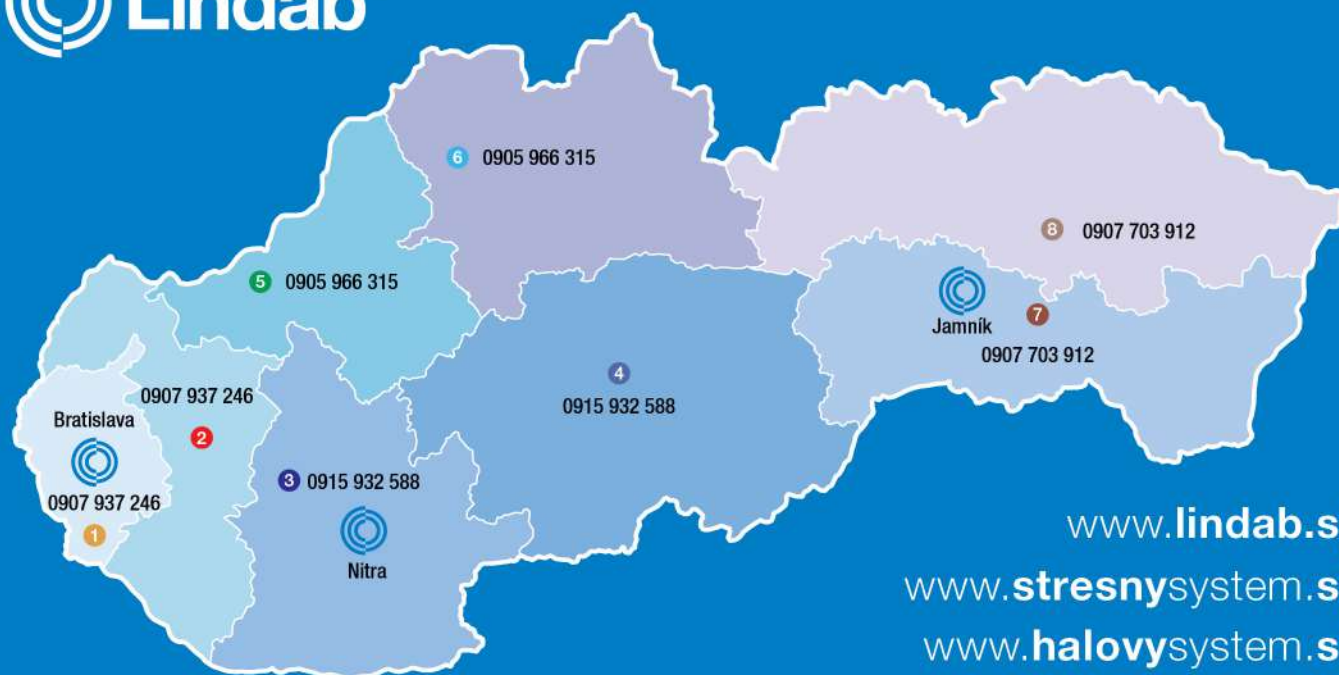 Lindab
6 0905 966 315
8 0907 703 912
5 0905 966 315
Jamník
7
0907 703 912
4
0915 932 588
0907 937 246
2
Bratislava
0907 937 246
1
3 0915 932 588
Nitra
www.lindab.s
www.stresnysystem.s
www.halovysystem.s